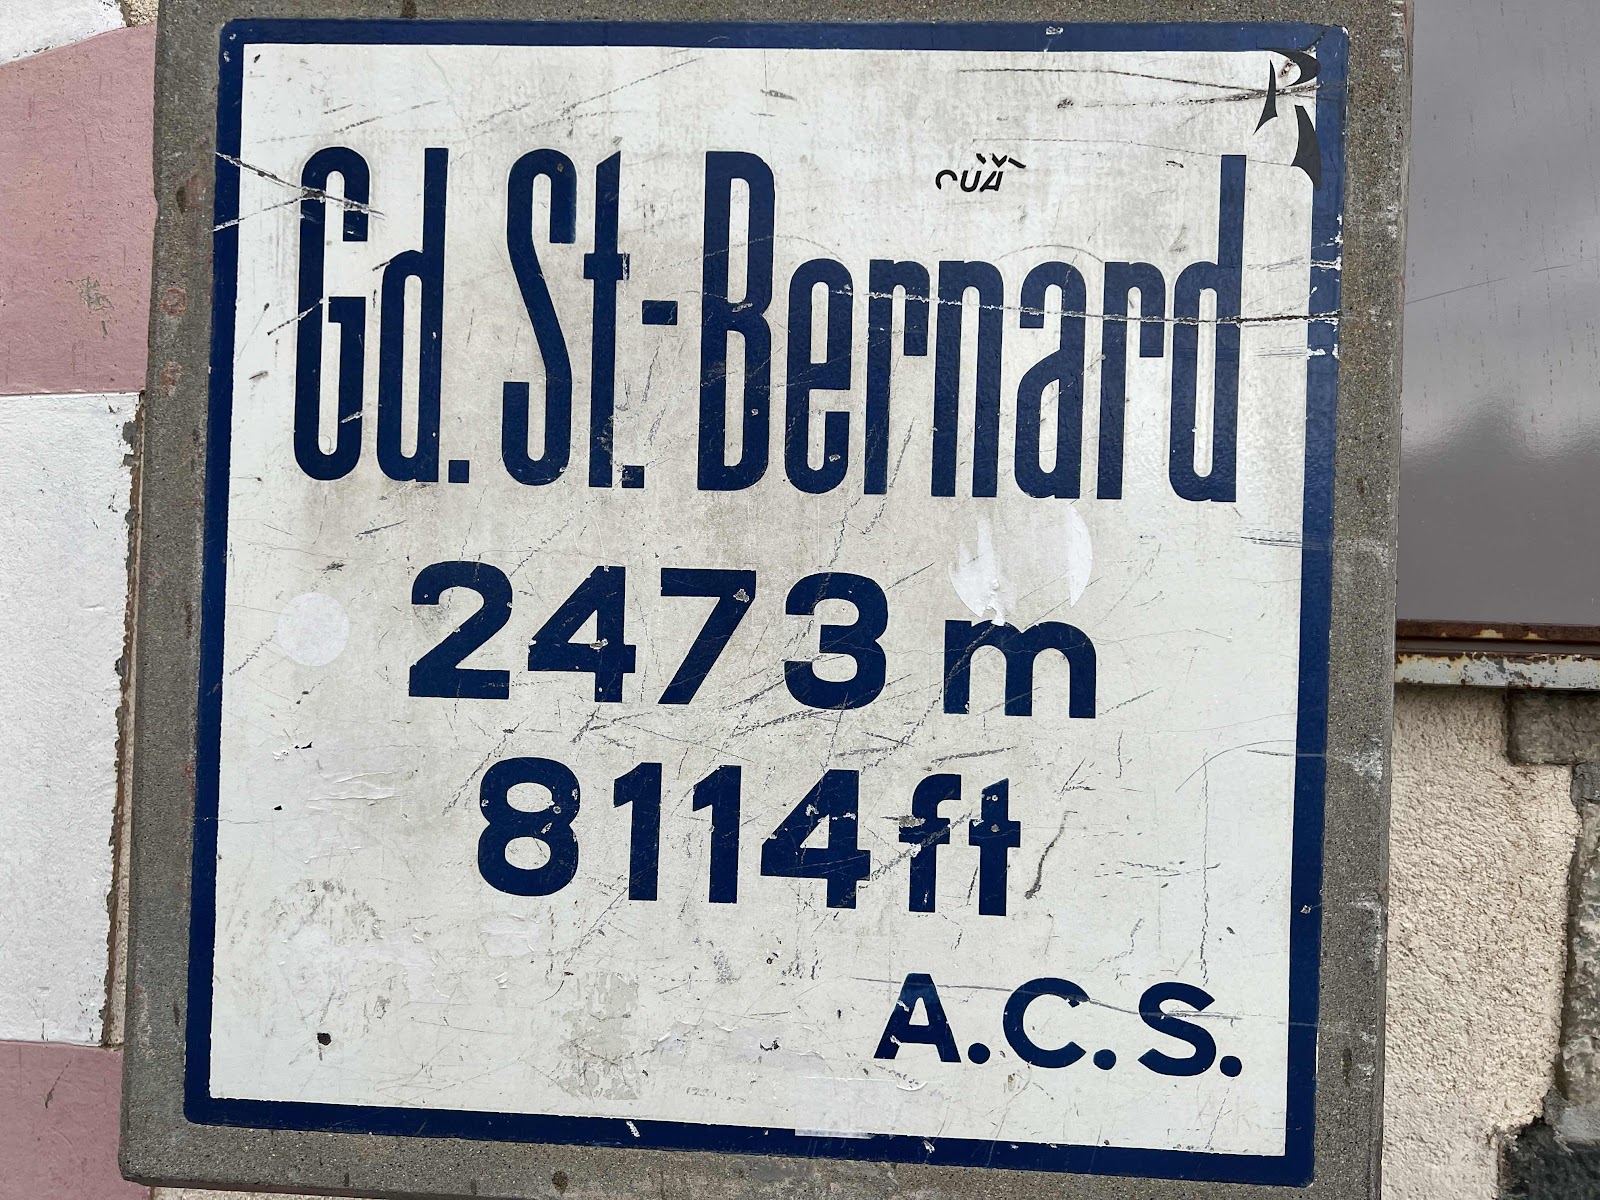 Gd. St.-Bernard
2473 m
8114 ft
A.C.S.